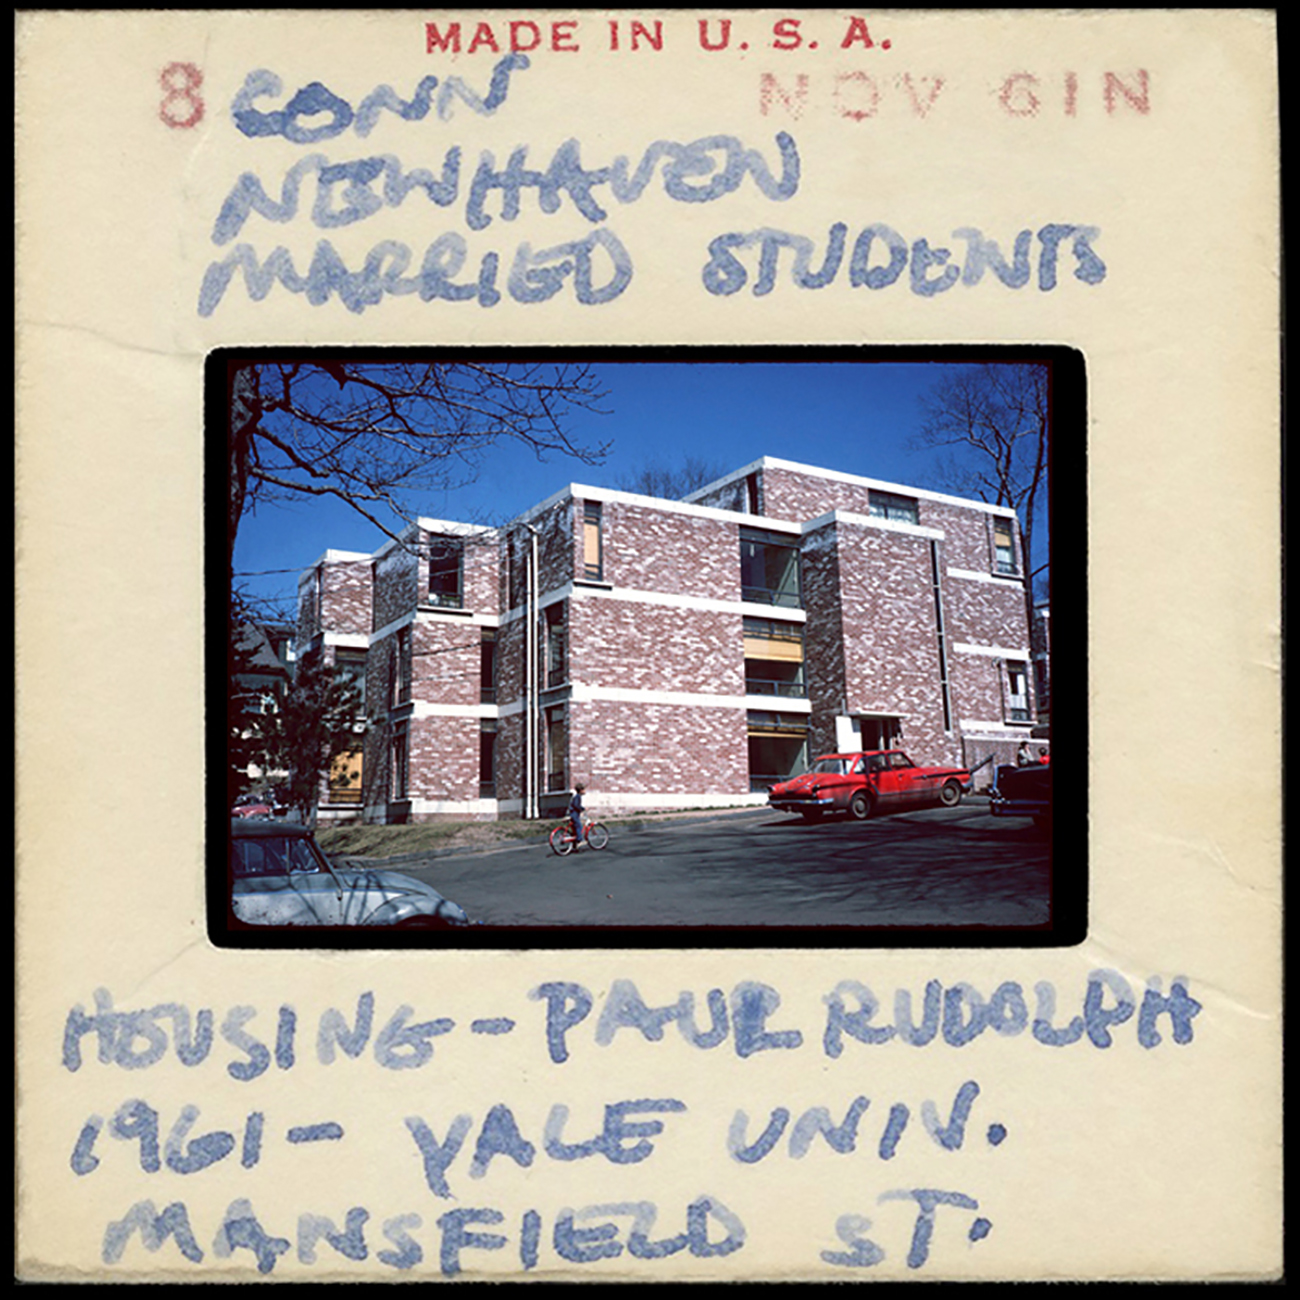 MADE IN U. S. A.
8 CONN NOV 61N
NEWHAVEN
MARRIED STUDENTS
HOUSING - PAUL RUDOLPH
1961 - YALE UNIV.
MANSFIELD ST.